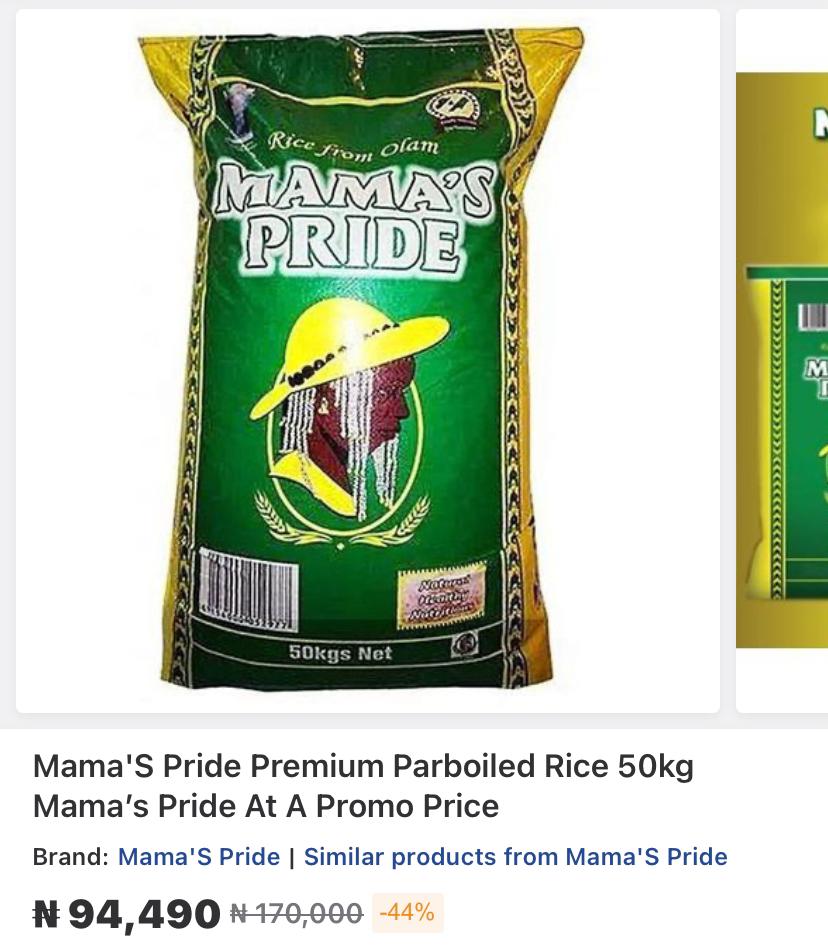 Rice from Olam
MAMA'S
PRIDE
Natural
Healthy
Nutritious
50kgs Net
M
Mama'S Pride Premium Parboiled Rice 50kg
Mama's Pride At A Promo Price
Brand: Mama'S Pride | Similar products from Mama'S Pride
₦ 94,490 ₦ 170,000 -44%